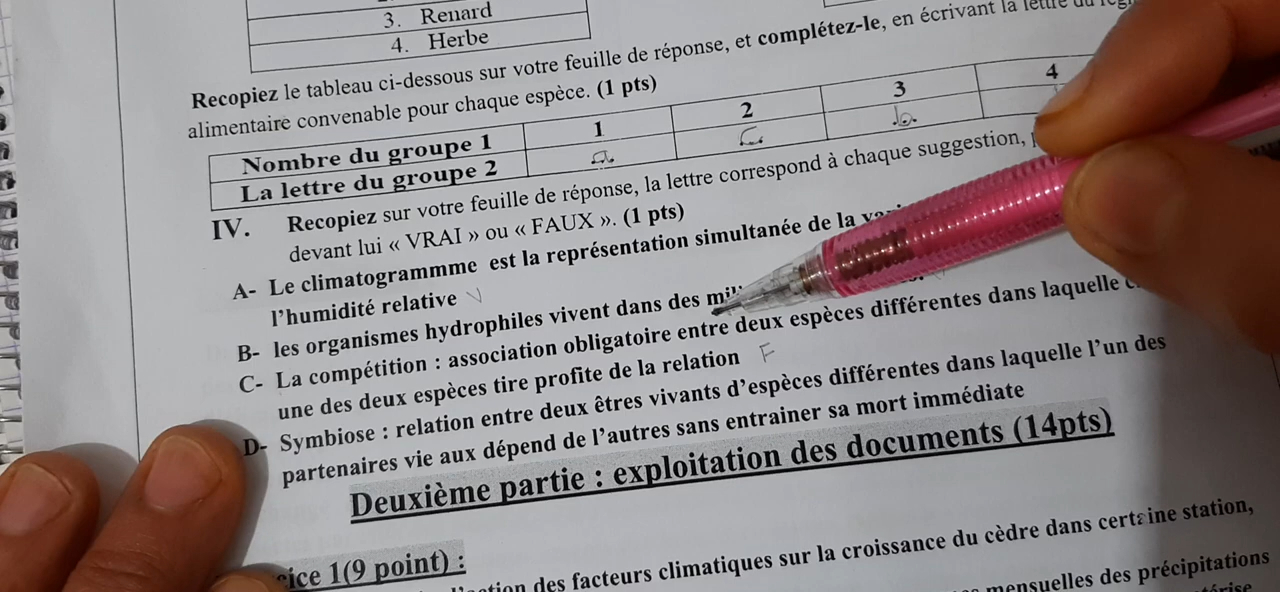 3. Renard
4. Herbe
Recopiez le tableau ci-dessous sur votre feuille de réponse, et complétez-le, en écrivant la lettre du
alimentaire convenable pour chaque espèce. (1 pts)
Nombre du groupe 1 1 2 3 4
La lettre du groupe 2 a c b
IV. Recopiez sur votre feuille de réponse, la lettre correspond à chaque suggestion,
devant lui « VRAI » ou « FAUX ». (1 pts)
A- Le climatogrammme est la représentation simultanée de la
l'humidité relative V
B- les organismes hydrophiles vivent dans des
C- La compétition : association obligatoire entre deux espèces différentes dans laquelle
une des deux espèces tire profite de la relation F
D- Symbiose : relation entre deux êtres vivants d'espèces différentes dans laquelle l'un des
partenaires vie aux dépend de l'autres sans entrainer sa mort immédiate
Deuxième partie : exploitation des documents (14pts)
1(9 point) :
des facteurs climatiques sur la croissance du cèdre dans certaine station,
mensuelles des précipitations